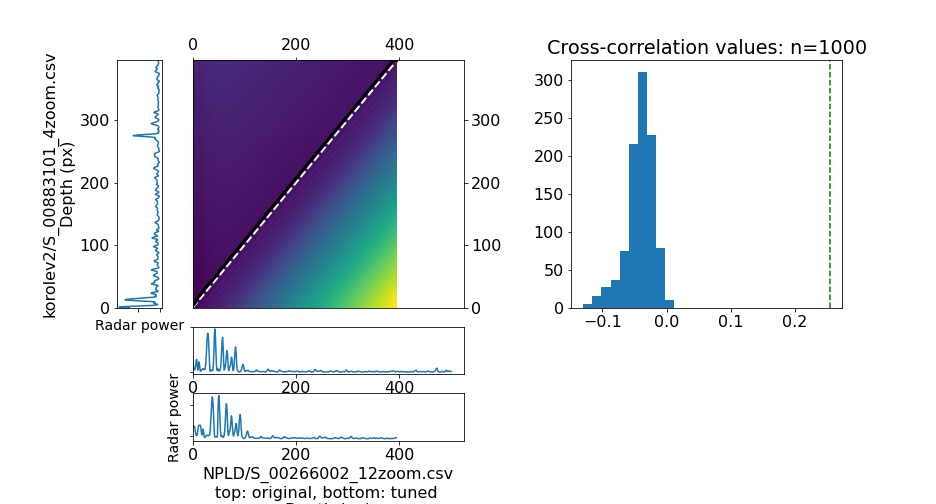 0 200 400
Cross-correlation values: n=1000
korolev2/S_00883101_4zoom.csv
Depth (px)
300
200
100
0
300
200
100
0
300
250
200
150
100
50
0
−0.1 0.0 0.1 0.2
Radar power
0 200 400
Radar power
0 200 400
NPLD/S_00266002_12zoom.csv
top: original, bottom: tuned